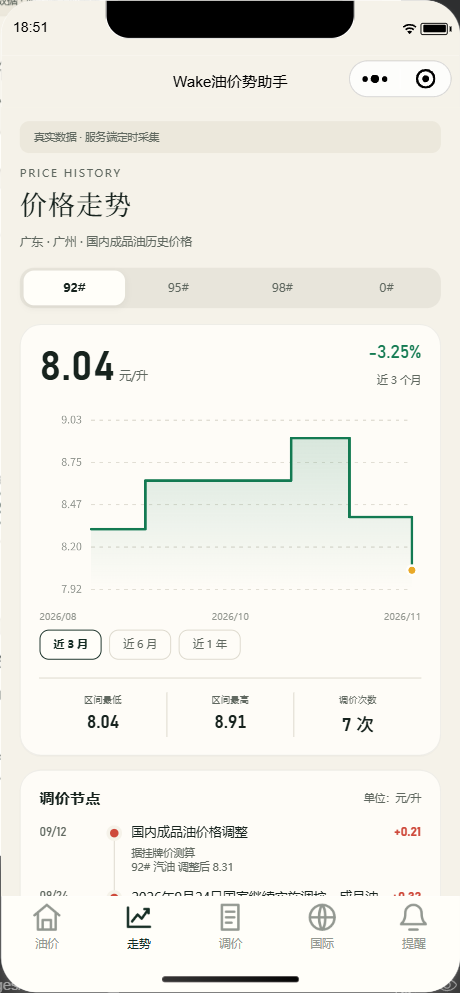 18:51
Wake油价势助手
真实数据 · 服务端定时采集
PRICE HISTORY
价格走势
广东 · 广州 · 国内成品油历史价格
92# 95# 98# 0#
8.04 元/升
-3.25%
近 3 个月
9.03
8.75
8.47
8.20
7.92
2026/08 2026/10 2026/11
近 3 月 近 6 月 近 1 年
区间最低 区间最高 调价次数
8.04 8.91 7 次
调价节点 单位: 元/升
09/12 国内成品油价格调整 +0.21
据挂牌价测算
92# 汽油 调整后 8.31
油价 走势 调价 国际 提醒